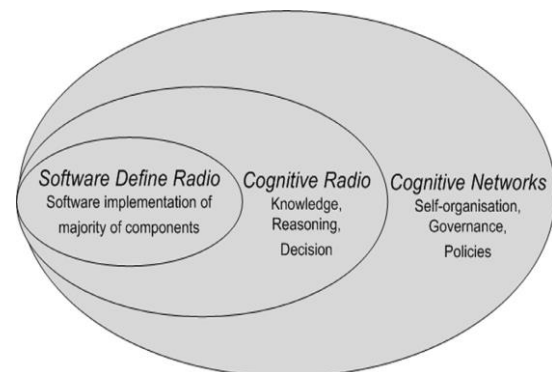 Software Define Radio
Software implementation of
majority of components
Cognitive Radio
Knowledge,
Reasoning,
Decision
Cognitive Networks
Self-organisation,
Governance,
Policies